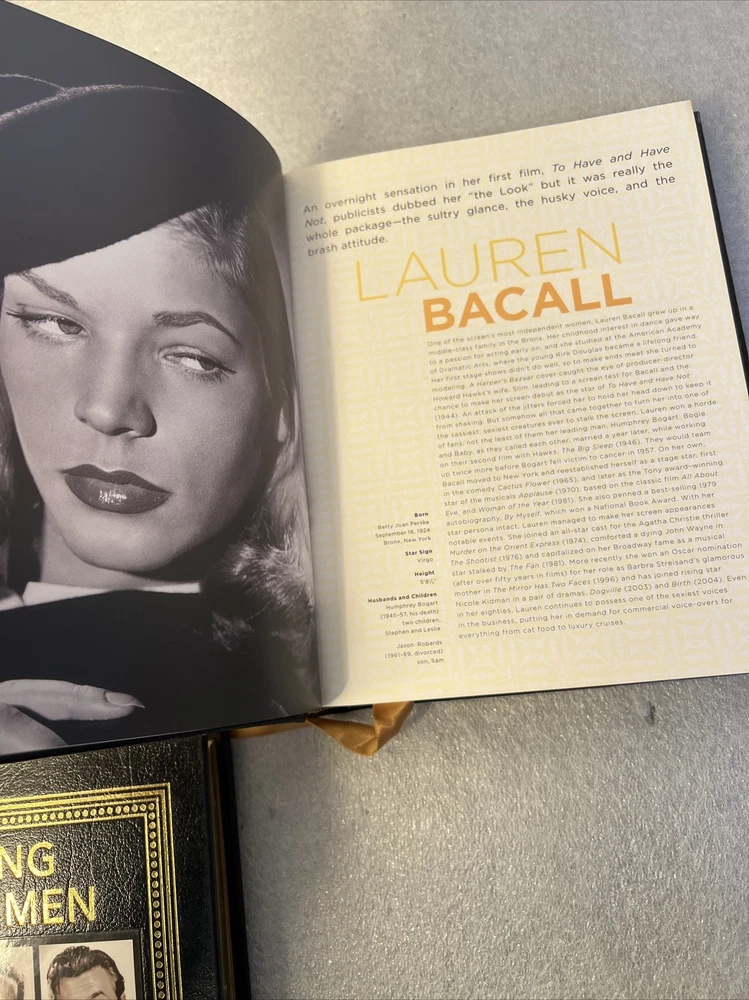 An overnight sensation in her first film, To Have and Have
Not, publicists dubbed her “the Look” but it was really the
whole package—the sultry glance, the husky voice, and the
brash attitude.
LAUREN
BACALL
One of the screen's most independent women, Lauren Bacall grew up in a
middle-class family in the Bronx. Her childhood interest in dance gave way
to a passion for acting early on, and she studied at the American Academy
of Dramatic Arts, where the young Kirk Douglas became a lifelong friend.
Her first stage shows didn't do well, so to make ends meet she turned to
modeling. A Harper's Bazaar cover caught the eye of producer-director
Howard Hawks's wife, Slim, leading to a screen test for Bacall and the
chance to make her screen debut as the star of To Have and Have Not
(1944). An attack of the jitters forced her to hold her head down to keep it
from shaking. But somehow all that came together to turn her into one of
the sassiest, sexiest creatures ever to stalk the screen. Lauren won a horde
of fans, not the least of them her leading man, Humphrey Bogart. Bogie
and Baby, as they called each other, married a year later, while working
on their second film with Hawks, The Big Sleep (1946). They would team
up twice more before Bogart fell victim to cancer in 1957. On her own,
Bacall moved to New York and reestablished herself as a stage star, first
in the comedy Cactus Flower (1965), and later as the Tony award-winning
star of the musicals Applause (1970), based on the classic film All About
Eve, and Woman of the Year (1981). She also penned a best-selling 1979
autobiography, By Myself, which won a National Book Award. With her
star persona intact, Lauren managed to make her screen appearances
notable events. She joined an all-star cast for the Agatha Christie thriller
Murder on the Orient Express (1974), comforted a dying John Wayne in
The Shootist (1976) and capitalized on her Broadway fame as a musical
star stalked by The Fan (1981). More recently she won an Oscar nomination
(after over fifty years in films) for her role as Barbra Streisand's glamorous
mother in The Mirror Has Two Faces (1996) and has joined rising star
Nicole Kidman in a pair of dramas, Dogville (2003) and Birth (2004). Even
in her eighties, Lauren continues to possess one of the sexiest voices
in the business, putting her in demand for commercial voice-overs for
everything from cat food to luxury cruises.
Born
Betty Joan Perske
September 16, 1924
Bronx, New York
Star Sign
Virgo
Height
5'8½"
Husbands and Children
Humphrey Bogart
(1945–57, his death)
two children,
Stephen and Leslie
Jason Robards
(1961–69, divorced)
son, Sam
NG
MEN